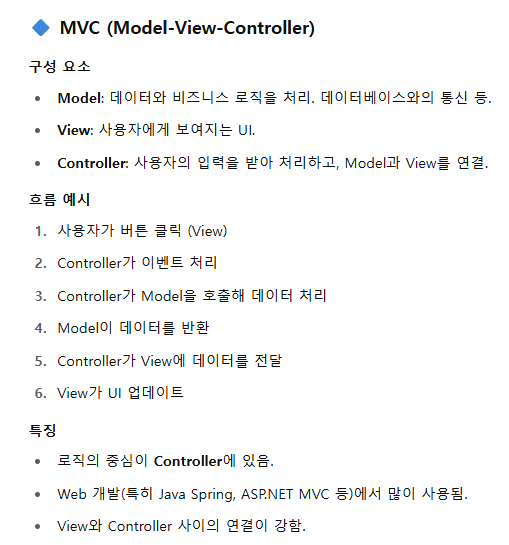 MVC (Model-View-Controller)
구성 요소
Model: 데이터와 비즈니스 로직을 처리. 데이터베이스와의 통신 등.
View: 사용자에게 보여지는 UI.
Controller: 사용자의 입력을 받아 처리하고, Model과 View를 연결.
흐름 예시
1. 사용자가 버튼 클릭 (View)
2. Controller가 이벤트 처리
3. Controller가 Model을 호출해 데이터 처리
4. Model이 데이터를 반환
5. Controller가 View에 데이터를 전달
6. View가 UI 업데이트
특징
로직의 중심이 Controller에 있음.
Web 개발(특히 Java Spring, ASP.NET MVC 등)에서 많이 사용됨.
View와 Controller 사이의 연결이 강함.